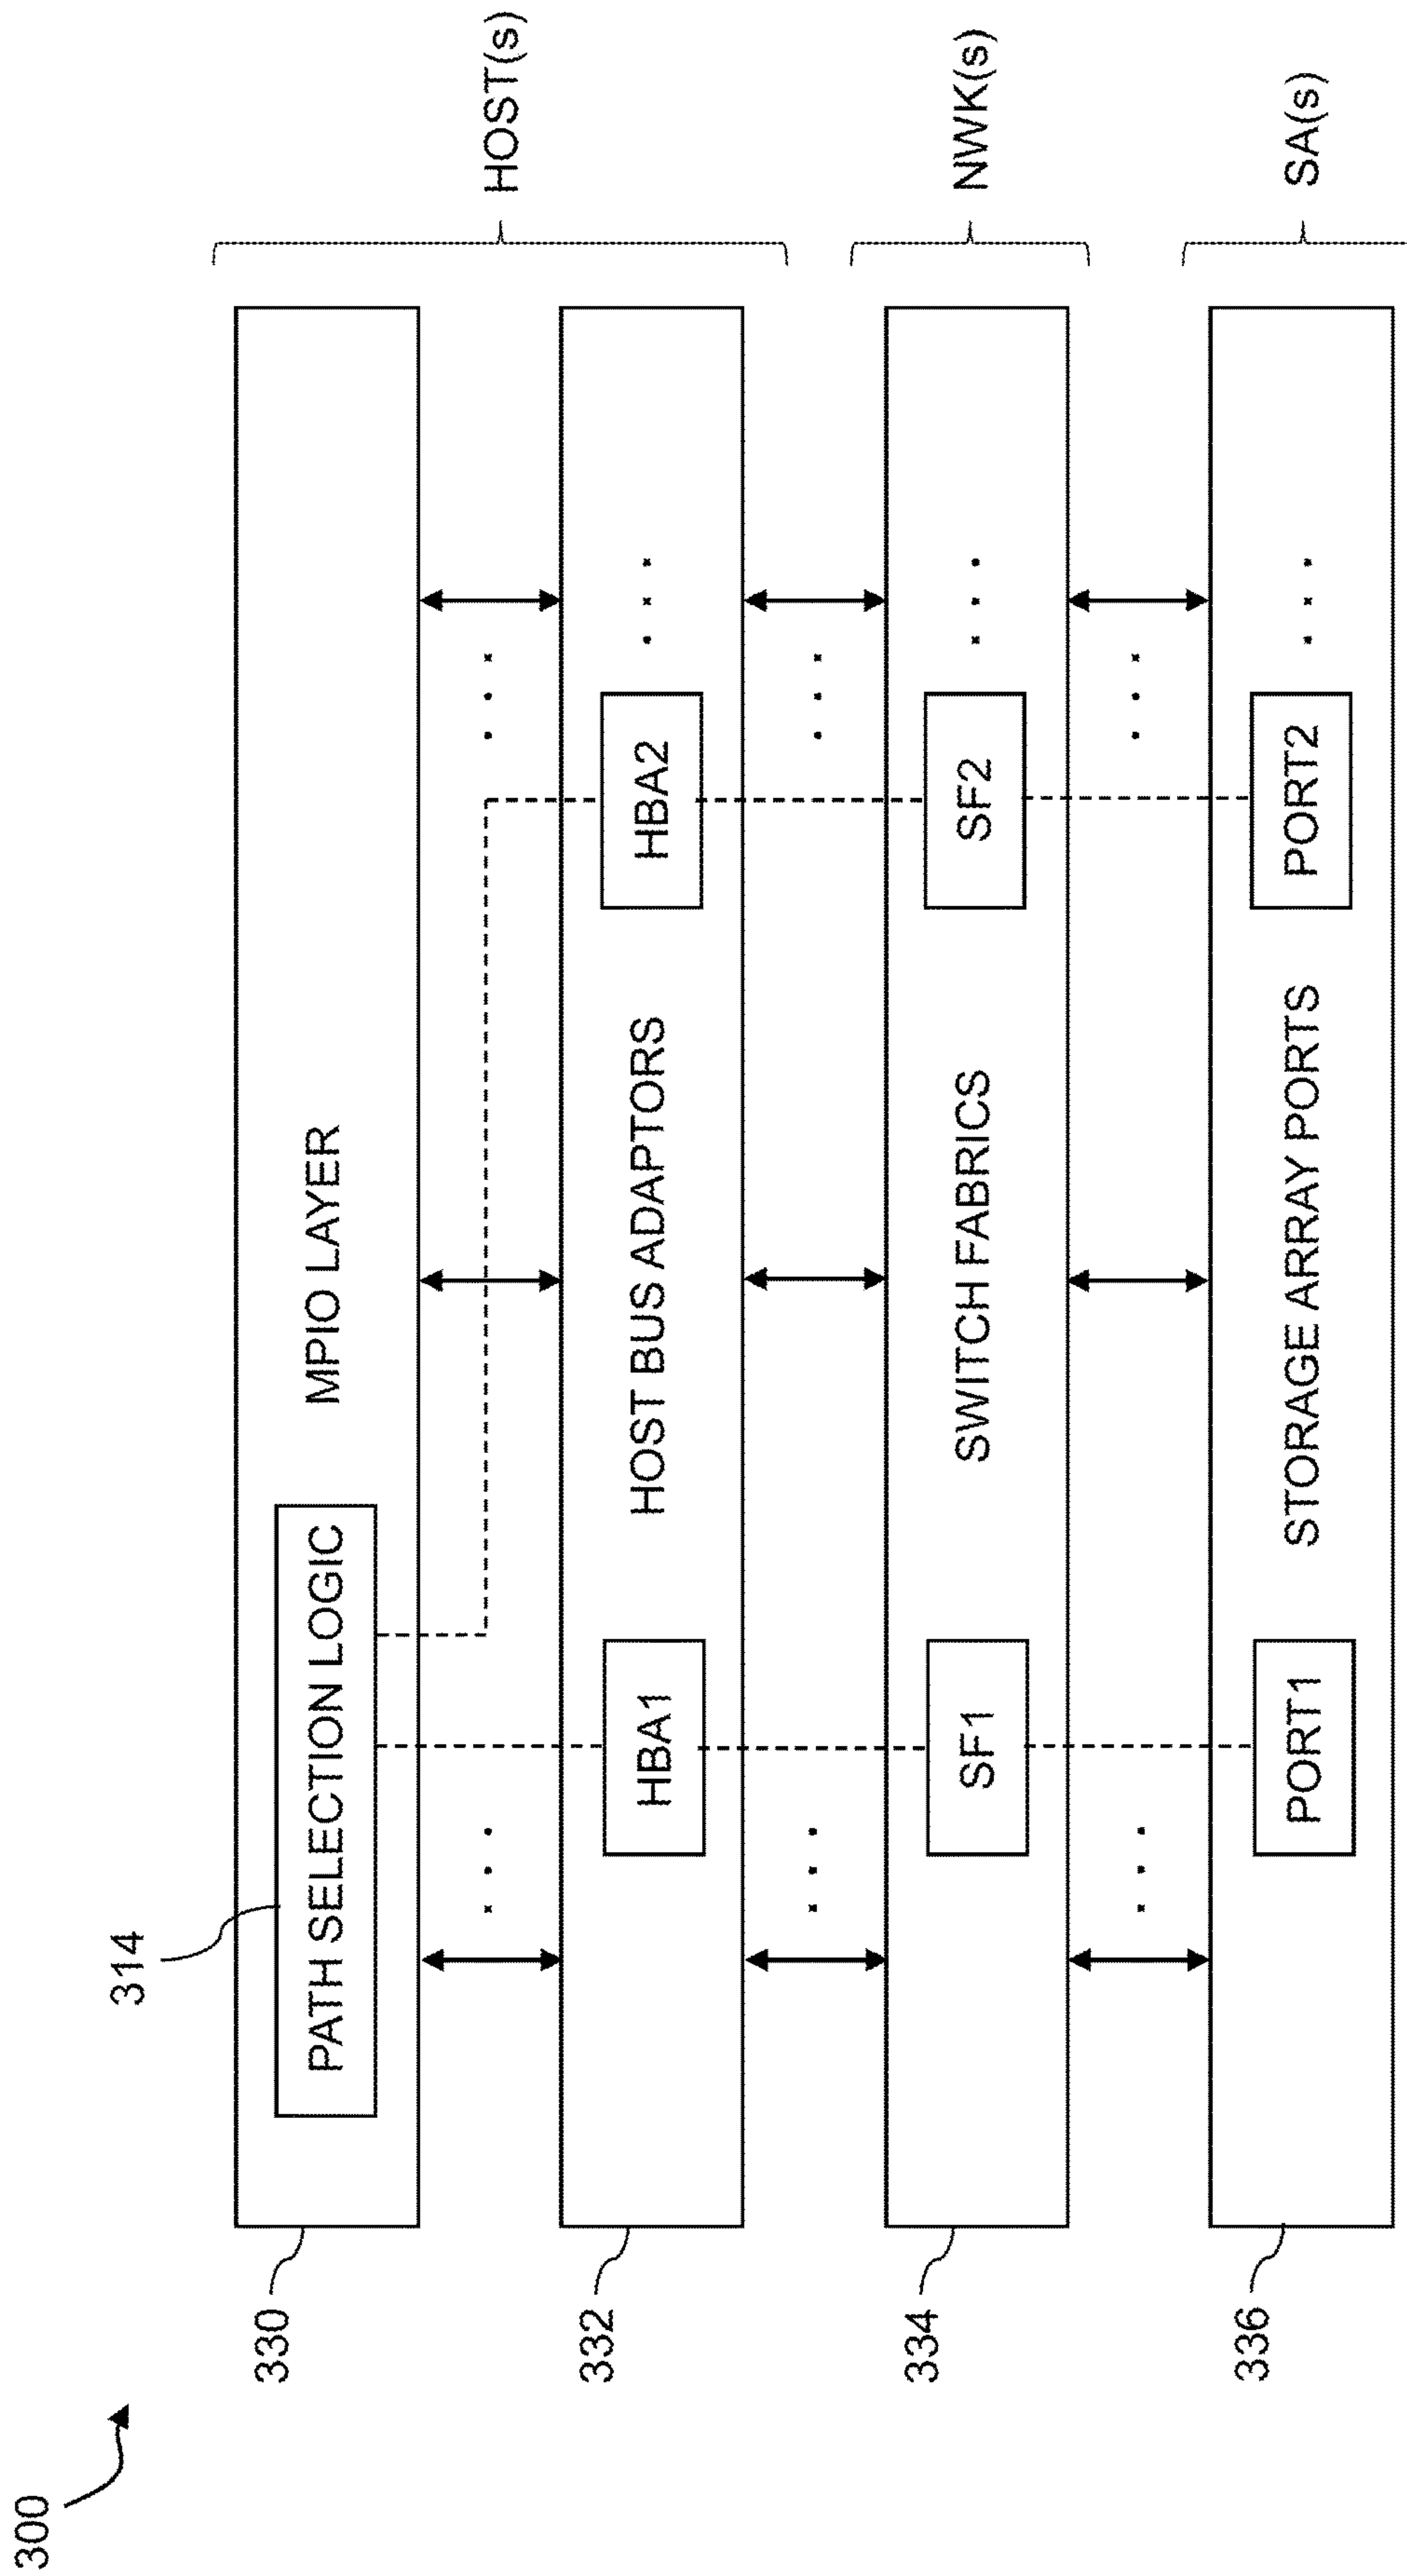 300
314
330
PATH SELECTION LOGIC
MPIO LAYER
HOST(s)
332
HBA1
HOST BUS ADAPTORS
HBA2
334
SF1
SWITCH FABRICS
SF2
NWK(s)
336
PORT1
STORAGE ARRAY PORTS
PORT2
SA(s)